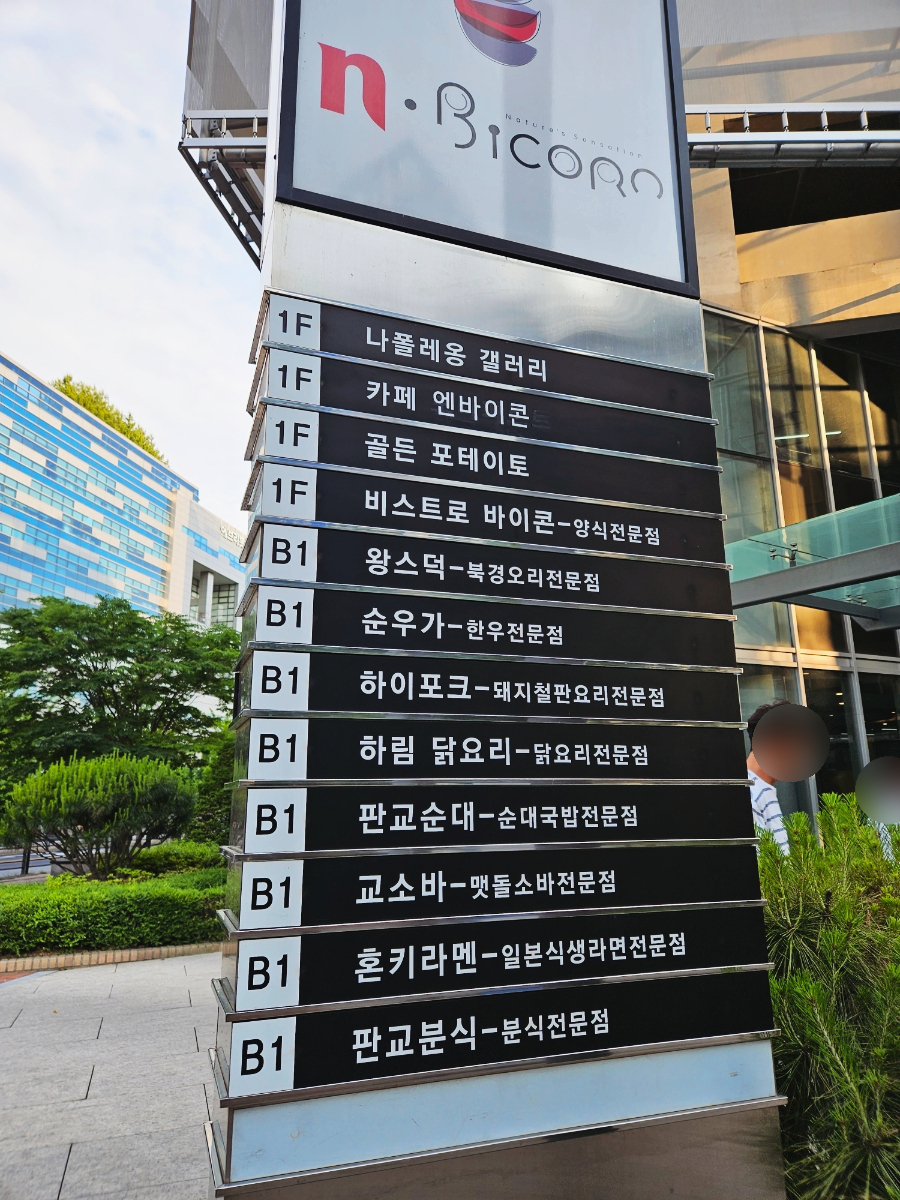 n·Bicorn
Nature's Sensation
1F 나폴레옹 갤러리
1F 카페 엔바이콘
1F 골든 포테이토
1F 비스트로 바이콘-양식전문점
B1 왕스덕-북경오리전문점
B1 순우가-한우전문점
B1 하이포크-돼지철판요리전문점
B1 하림 닭요리-닭요리전문점
B1 판교순대-순대국밥전문점
B1 교소바-맷돌소바전문점
B1 혼키라멘-일본식생라면전문점
B1 판교분식-분식전문점